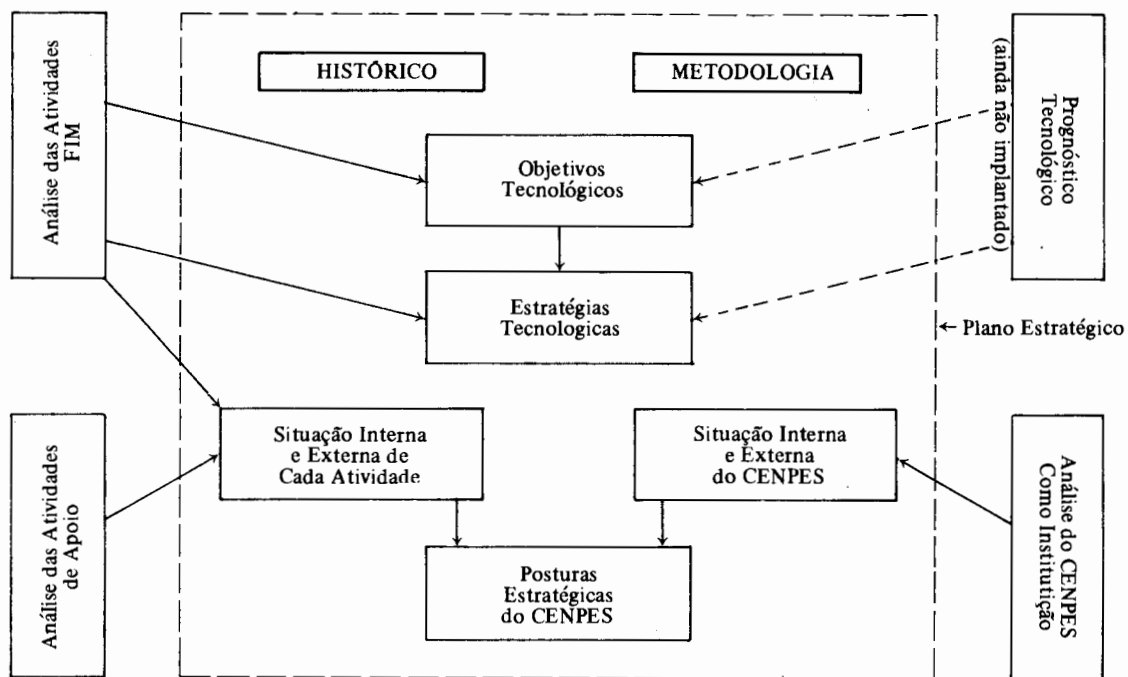 HISTÓRICO
METODOLOGIA
Análise das Atividades
FIM
Objetivos
Tecnológicos
Prognóstico
Tecnológico
(ainda não implantado)
Estratégias
Tecnologicas
← Plano Estratégico
Análise das Atividades
de Apoio
Situação Interna
e Externa de
Cada Atividade
Situação Interna
e Externa
do CENPES
Análise do CENPES
Como Institutição
Posturas
Estratégicas
do CENPES